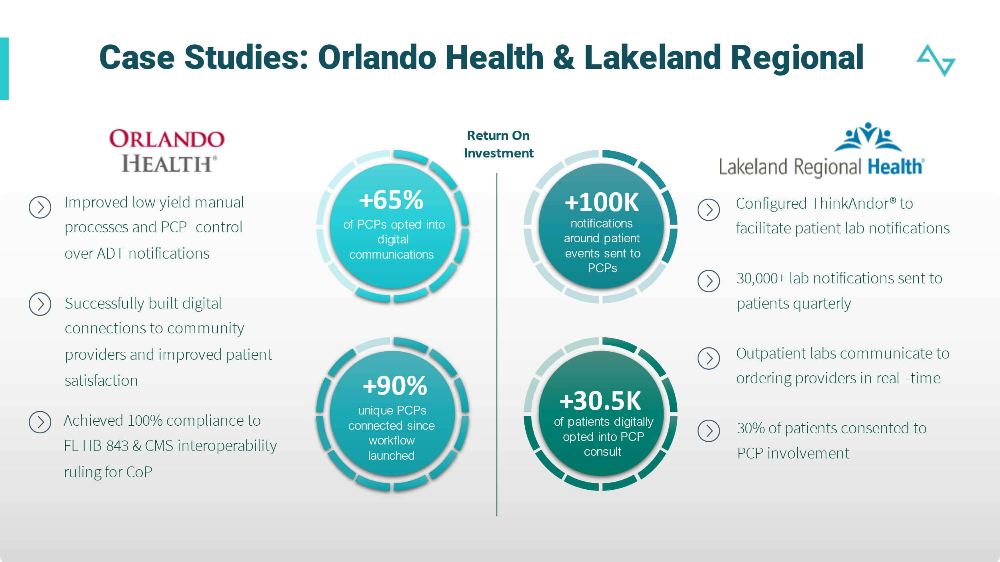 Case Studies: Orlando Health & Lakeland Regional
ORLANDO
HEALTH®
Improved low yield manual
processes and PCP control
over ADT notifications
Successfully built digital
connections to community
providers and improved patient
satisfaction
Achieved 100% compliance to
FL HB 843 & CMS interoperability
ruling for CoP
Return On
Investment
+65%
of PCPs opted into
digital
communications
+90%
unique PCPs
connected since
workflow
launched
+100K
notifications
around patient
events sent to
PCPs
+30.5K
of patients digitally
opted into PCP
consult
Lakeland Regional Health®
Configured ThinkAndor® to
facilitate patient lab notifications
30,000+ lab notifications sent to
patients quarterly
Outpatient labs communicate to
ordering providers in real -time
30% of patients consented to
PCP involvement